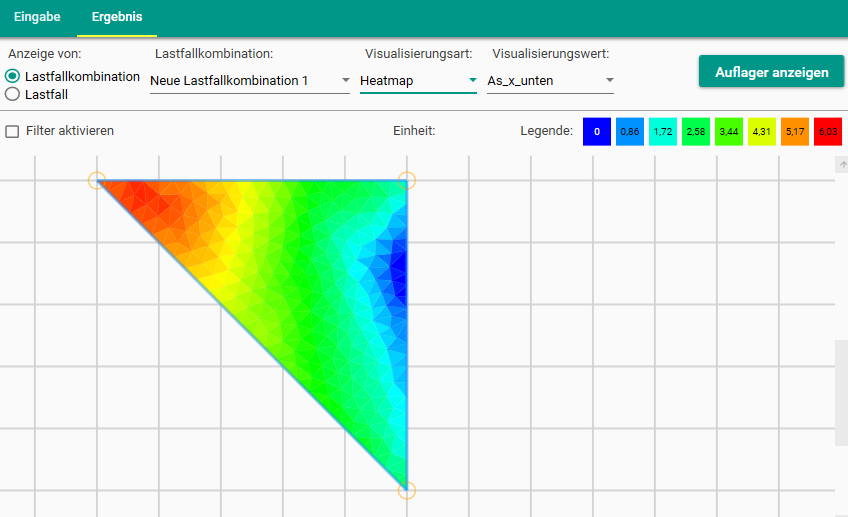 Eingabe Ergebnis
Anzeige von: Lastfallkombination: Visualisierungsart: Visualisierungswert:
Lastfallkombination Neue Lastfallkombination 1 Heatmap As_x_unten Auflager anzeigen
Lastfall
Filter aktivieren Einheit: Legende: 0 0,86 1,72 2,58 3,44 4,31 5,17 6,03